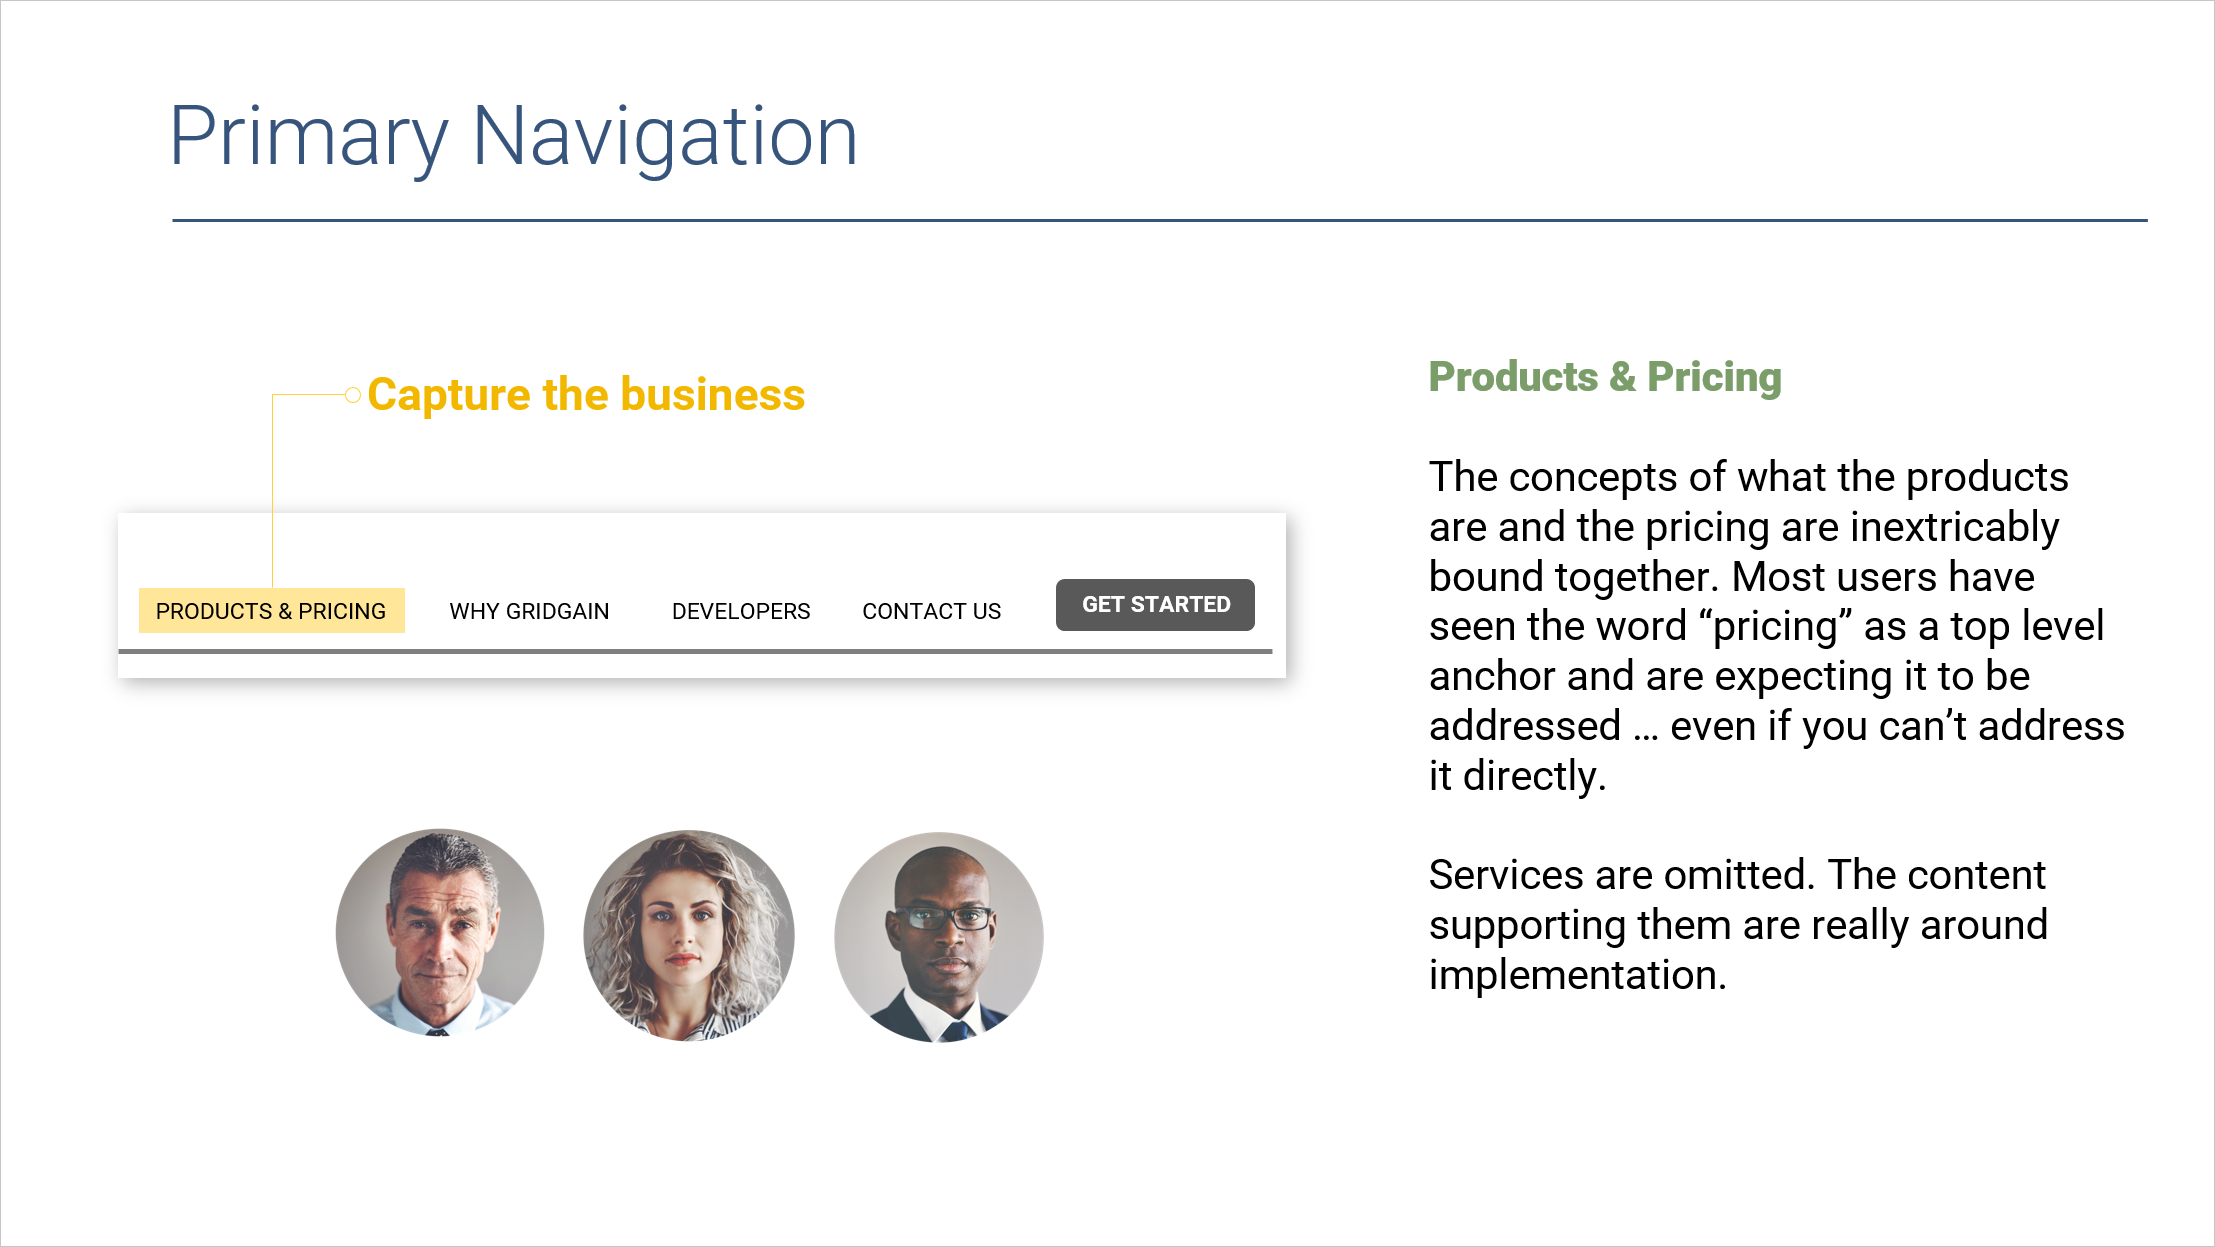 Primary Navigation
Capture the business
PRODUCTS & PRICING
WHY GRIDGAIN
DEVELOPERS
CONTACT US
GET STARTED
Products & Pricing
The concepts of what the products
are and the pricing are inextricably
bound together. Most users have
seen the word “pricing” as a top level
anchor and are expecting it to be
addressed … even if you can’t address
it directly.
Services are omitted. The content
supporting them are really around
implementation.